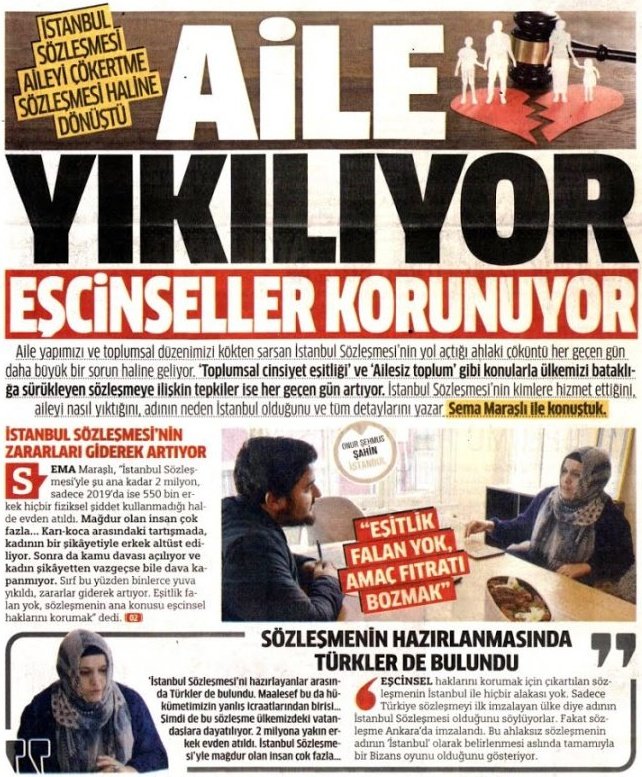 İSTANBUL
SÖZLEŞMESİ
AİLEYİ ÇÖKERTME
SÖZLEŞMESİ HALİNE
DÖNÜŞTÜ
AiLE
YIKILIYOR
EŞCİNSELLER KORUNUYOR
Aile yapımızı ve toplumsal düzenimizi kökten sarsan İstanbul Sözleşmesi'nin yol açtığı ahlaki çöküntü her geçen gün
daha büyük bir sorun haline geliyor. 'Toplumsal cinsiyet eşitliği' ve 'Ailesiz toplum' gibi konularla ülkemizi bataklı-
ğa sürükleyen sözleşmeye ilişkin tepkiler ise her geçen gün artıyor. İstanbul Sözleşmesi'nin kimlere hizmet ettiğini,
aileyi nasıl yıktığını, adının neden İstanbul olduğunu ve tüm detaylarını yazar Sema Maraşlı ile konuştuk.
İSTANBUL SÖZLEŞMESİ'NİN
ZARARLARI GİDEREK ARTIYOR
SEMA Maraşlı, "İstanbul Sözleş-
mesi'yle şu ana kadar 2 milyon,
sadece 2019'da ise 550 bin er-
kek hiçbir fiziksel şiddet kullanmadığı hal-
de evden atıldı. Mağdur olan insan çok
fazla... Karı-koca arasındaki tartışmada,
kadının bir şikâyetiyle erkek altüst edi-
liyor. Sonra da kamu davası açılıyor ve
kadın şikâyetten vazgeçse bile dava ka-
panmıyor. Sırf bu yüzden binlerce yuva
yıkıldı, zararlar giderek artıyor. Eşitlik fa-
lan yok, sözleşmenin ana konusu eşcinsel
haklarını korumak" dedi. 02
ONUR ŞEHMUS
ŞAHİN
İSTANBUL
"EŞİTLİK
FALAN YOK,
AMAÇ FITRATI
BOZMAK"
SÖZLEŞMENİN HAZIRLANMASINDA
TÜRKLER DE BULUNDU
'İstanbul Sözleşmesi'ni hazırlayanlar arasın-
da Türkler de bulundu. Maalesef bu da hü-
kümetimizin yanlış icraatlarından birisi...
Şimdi de bu sözleşme ülkemizdeki vatan-
daşlara dayatılıyor. 2 milyona yakın er-
kek evden atıldı. İstanbul Sözleşme-
si'yle mağdur olan insan çok fazla...
EŞCİNSEL haklarını korumak için çıkartılan söz-
leşmenin İstanbul ile hiçbir alakası yok. Sadece
Türkiye sözleşmeyi ilk imzalayan ülke diye adının
İstanbul Sözleşmesi olduğunu söylüyorlar. Fakat söz-
leşme Ankara'da imzalandı. Bu ahlaksız sözleşmenin
adının 'İstanbul' olarak belirlenmesi aslında tamamıyla
bir Bizans oyunu olduğunu gösteriyor.